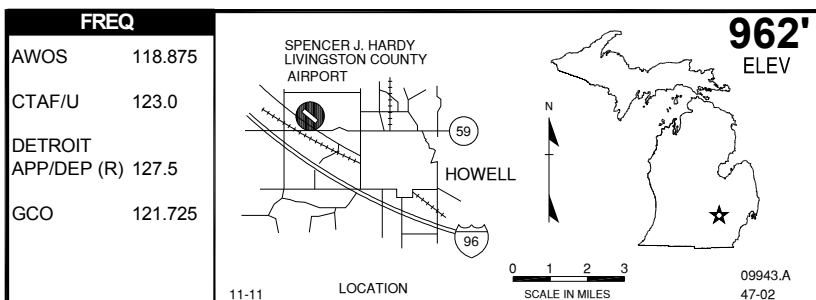 FREQ
AWOS 118.875
CTAF/U 123.0
DETROIT
APP/DEP (R) 127.5
GCO 121.725
SPENCER J. HARDY
LIVINGSTON COUNTY
AIRPORT
59
HOWELL
96
11-11
LOCATION
N
0 1 2 3
SCALE IN MILES
962'
ELEV
09943.A
47-02